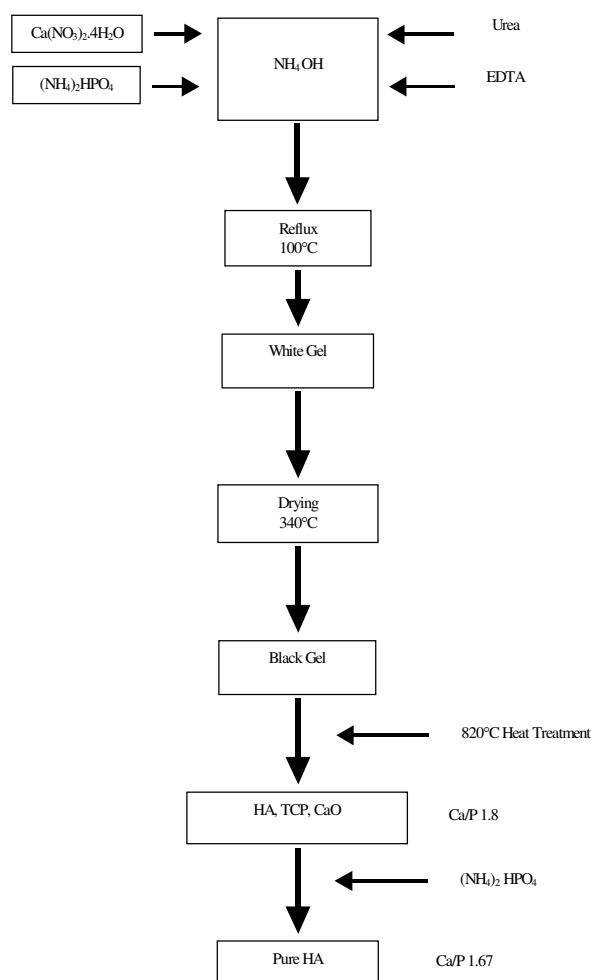 Ca(NO₃)₂.4H₂O
Urea
NH₄ OH
(NH₄)₂HPO₄
EDTA
Reflux
100°C
White Gel
Drying
340°C
Black Gel
820°C Heat Treatment
HA, TCP, CaO
Ca/P 1.8
(NH₄)₂ HPO₄
Pure HA
Ca/P 1.67